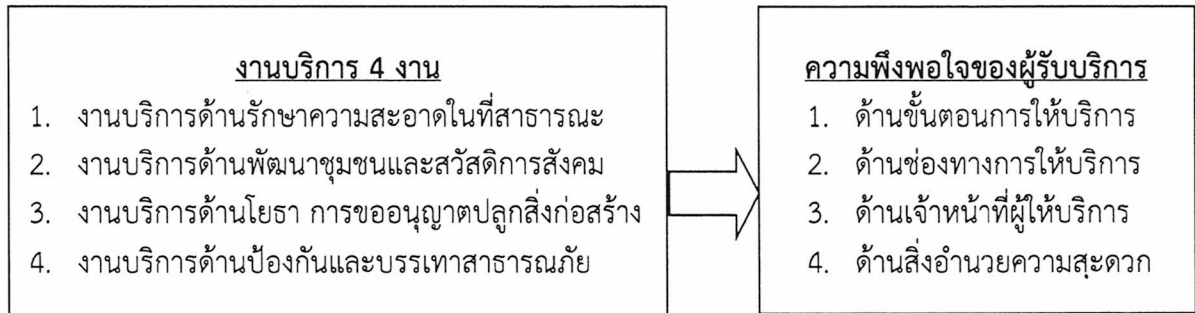 งานบริการ 4 งาน
1. งานบริการด้านรักษาความสะอาดในที่สาธารณะ
2. งานบริการด้านพัฒนาชุมชนและสวัสดิการสังคม
3. งานบริการด้านโยธา การขออนุญาตปลูกสิ่งก่อสร้าง
4. งานบริการด้านป้องกันและบรรเทาสาธารณภัย
ความพึงพอใจของผู้รับบริการ
1. ด้านขั้นตอนการให้บริการ
2. ด้านช่องทางการให้บริการ
3. ด้านเจ้าหน้าที่ผู้ให้บริการ
4. ด้านสิ่งอำนวยความสะดวก